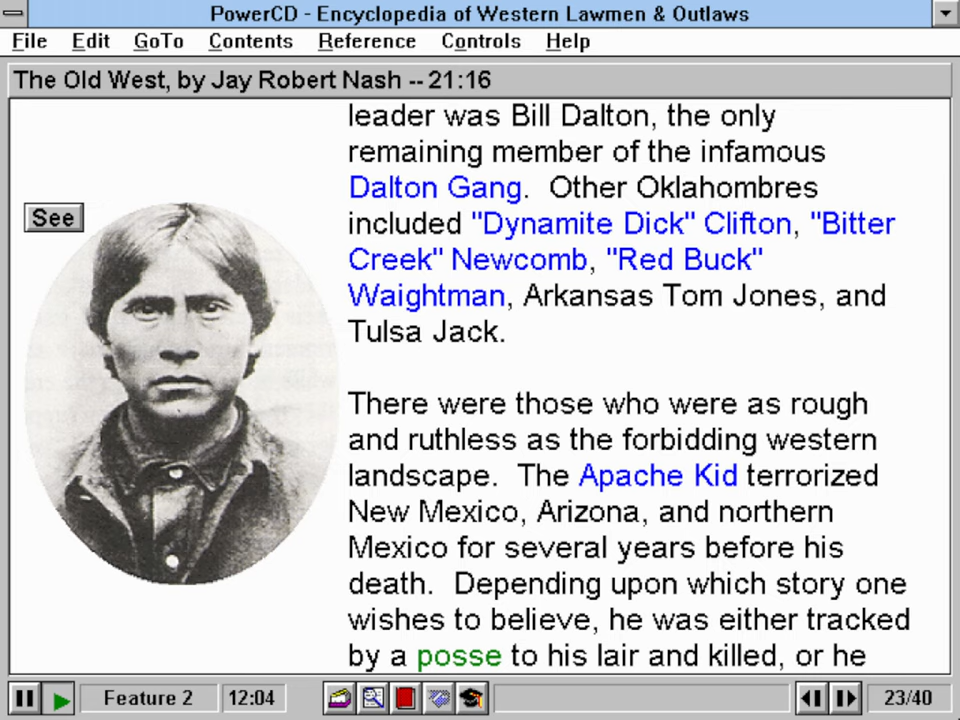 PowerCD - Encyclopedia of Western Lawmen & Outlaws
File Edit GoTo Contents Reference Controls Help
The Old West, by Jay Robert Nash -- 21:16
See
leader was Bill Dalton, the only
remaining member of the infamous
Dalton Gang.  Other Oklahombres
included "Dynamite Dick" Clifton, "Bitter
Creek" Newcomb, "Red Buck"
Waightman, Arkansas Tom Jones, and
Tulsa Jack.
There were those who were as rough
and ruthless as the forbidding western
landscape.  The Apache Kid terrorized
New Mexico, Arizona, and northern
Mexico for several years before his
death.  Depending upon which story one
wishes to believe, he was either tracked
by a posse to his lair and killed, or he
Feature 2 12:04 23/40